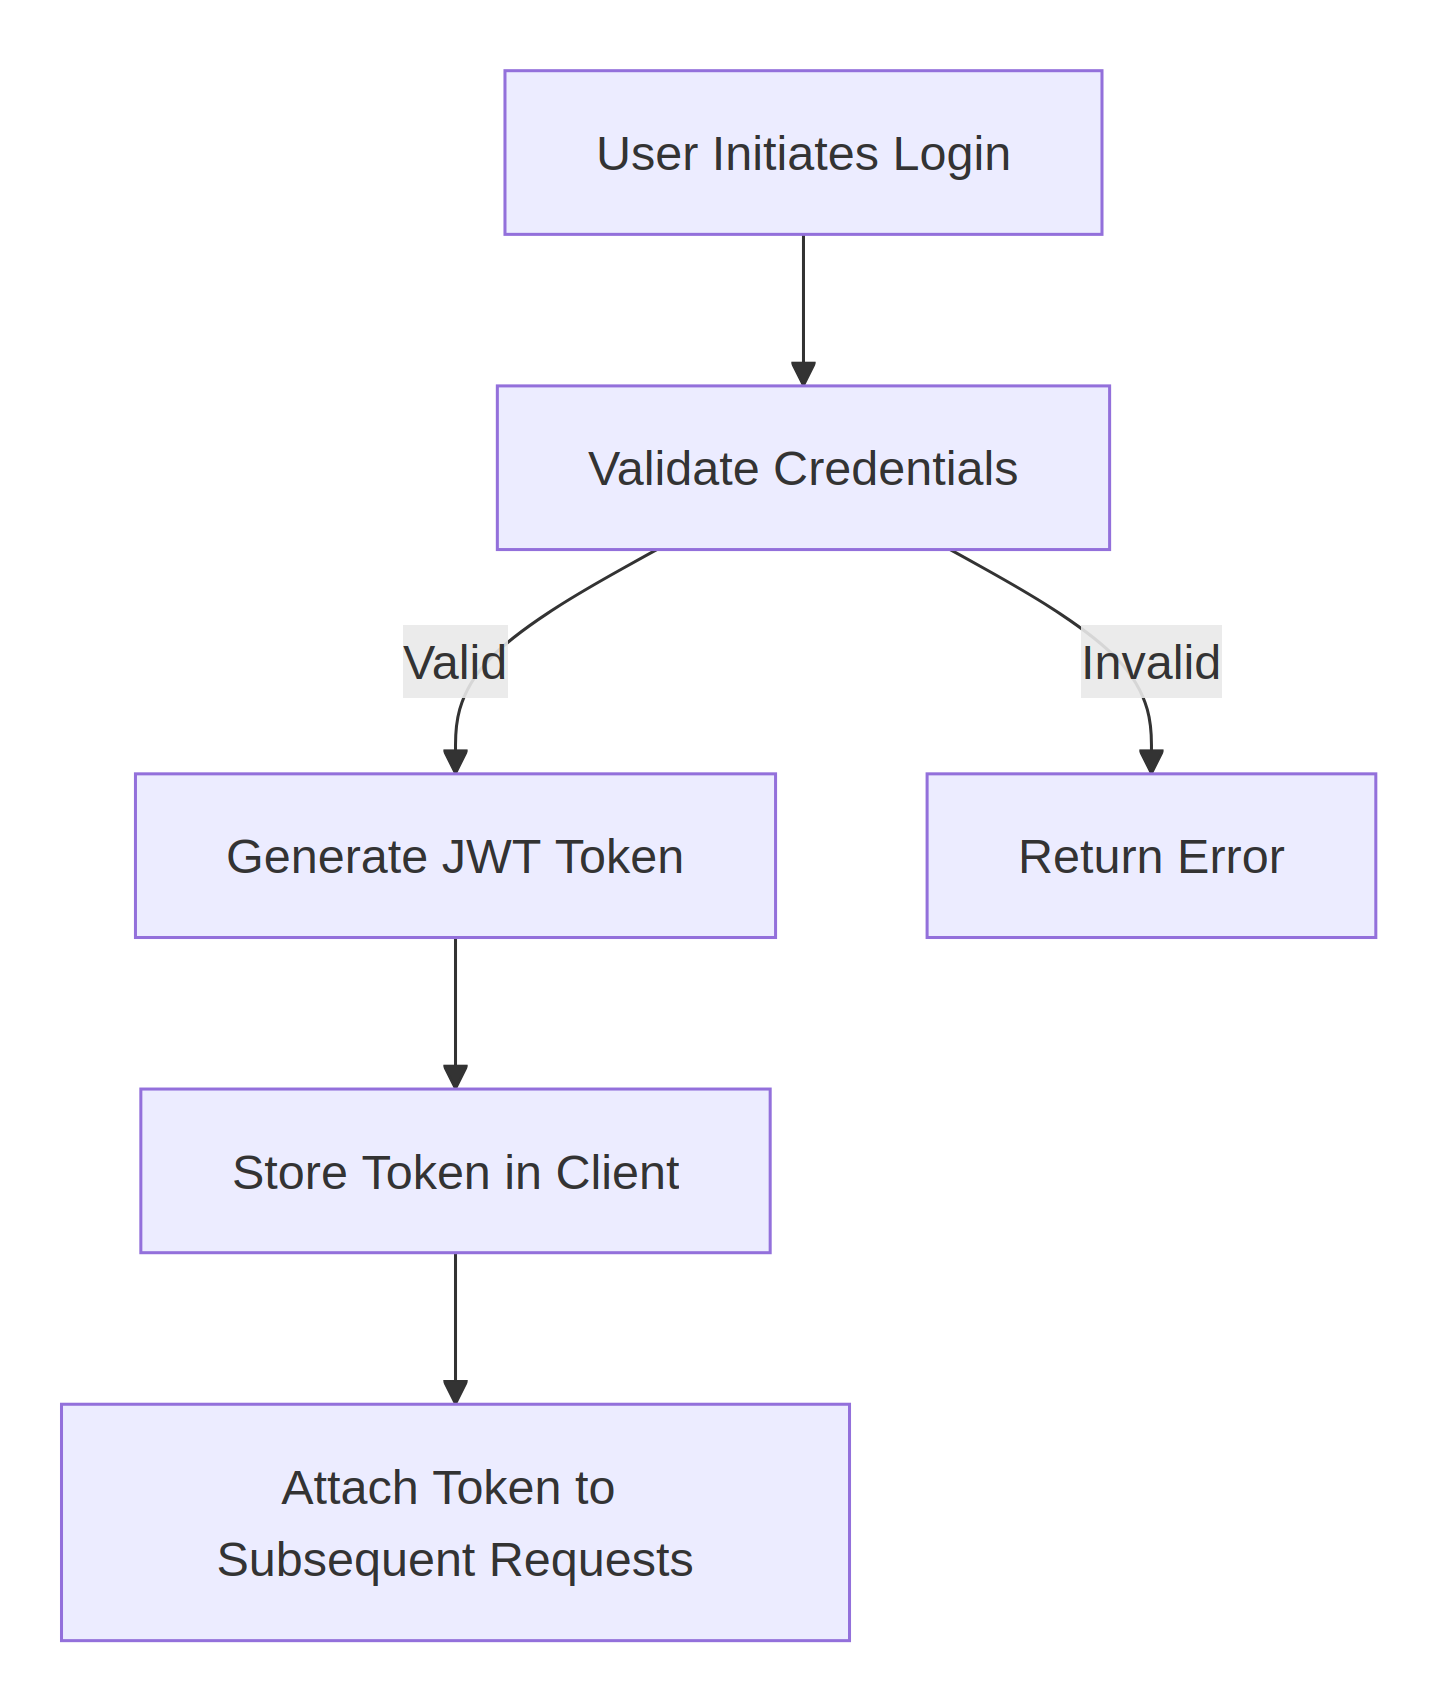 User Initiates Login
Validate Credentials
Valid
Invalid
Generate JWT Token
Return Error
Store Token in Client
Attach Token to
Subsequent Requests